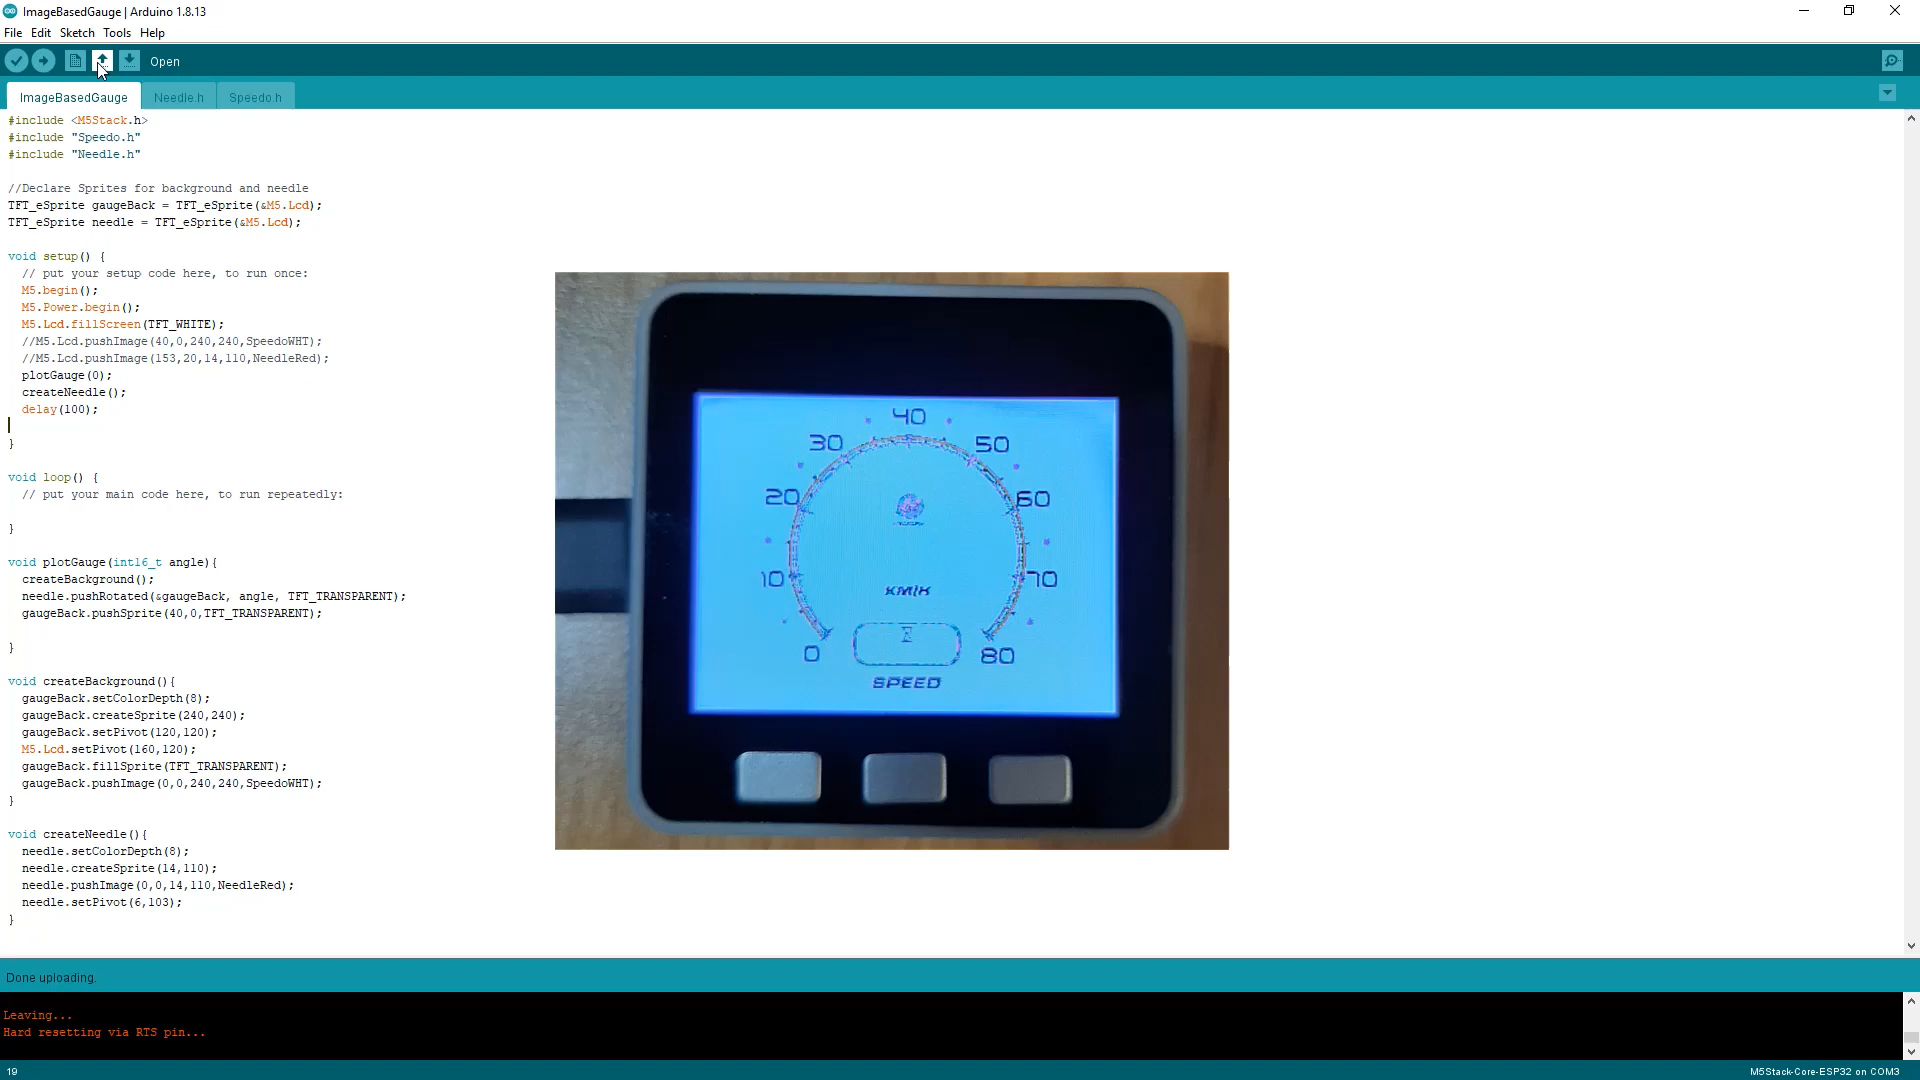 ImageBasedGauge | Arduino 1.8.13
File Edit Sketch Tools Help
Open
ImageBasedGauge Needle.h Speedo.h
#include <M5Stack.h>
#include "Speedo.h"
#include "Needle.h"
//Declare Sprites for background and needle
TFT_eSprite gaugeBack = TFT_eSprite(&M5.Lcd);
TFT_eSprite needle = TFT_eSprite(&M5.Lcd);
void setup() {
// put your setup code here, to run once:
M5.begin();
M5.Power.begin();
M5.Lcd.fillScreen(TFT_WHITE);
//M5.Lcd.pushImage(40,0,240,240,SpeedoWHT);
//M5.Lcd.pushImage(153,20,14,110,NeedleRed);
plotGauge(0);
createNeedle();
delay(100);
}
void loop() {
// put your main code here, to run repeatedly:
}
void plotGauge(int16_t angle){
createBackground();
needle.pushRotated(&gaugeBack, angle, TFT_TRANSPARENT);
gaugeBack.pushSprite(40,0,TFT_TRANSPARENT);
}
void createBackground(){
gaugeBack.setColorDepth(8);
gaugeBack.createSprite(240,240);
gaugeBack.setPivot(120,120);
M5.Lcd.setPivot(160,120);
gaugeBack.fillSprite(TFT_TRANSPARENT);
gaugeBack.pushImage(0,0,240,240,SpeedoWHT);
}
void createNeedle(){
needle.setColorDepth(8);
needle.createSprite(14,110);
needle.pushImage(0,0,14,110,NeedleRed);
needle.setPivot(6,103);
}
40
30 50
20 60
10 70
KM/H
0 80
SPEED
Done uploading.
Leaving...
Hard resetting via RTS pin...
19 M5Stack-Core-ESP32 on COM3